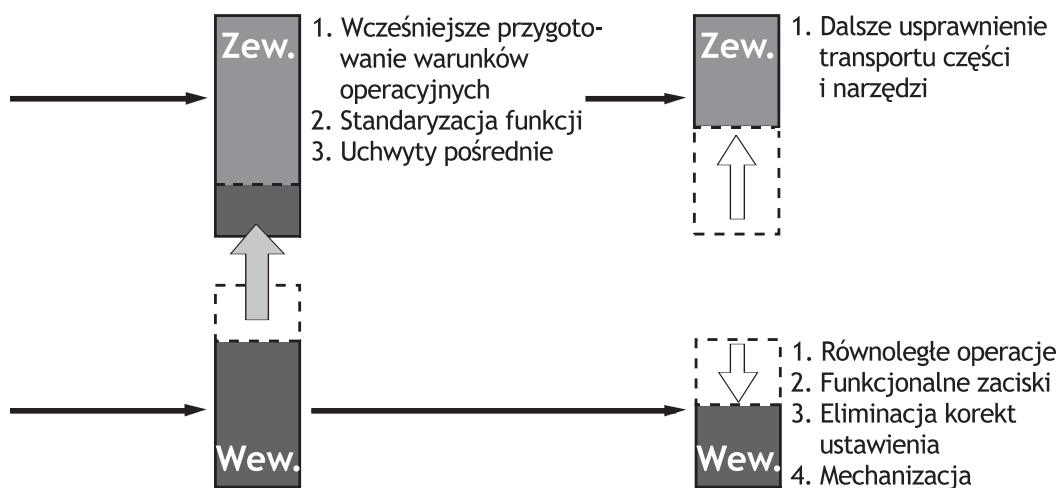 Zew.
1. Wcześniejsze przygoto-
wanie warunków
operacyjnych
2. Standaryzacja funkcji
3. Uchwyty pośrednie
Zew.
1. Dalsze usprawnienie
transportu części
i narzędzi
Wew.
Wew.
1. Równoległe operacje
2. Funkcjonalne zaciski
3. Eliminacja korekt
ustawienia
4. Mechanizacja